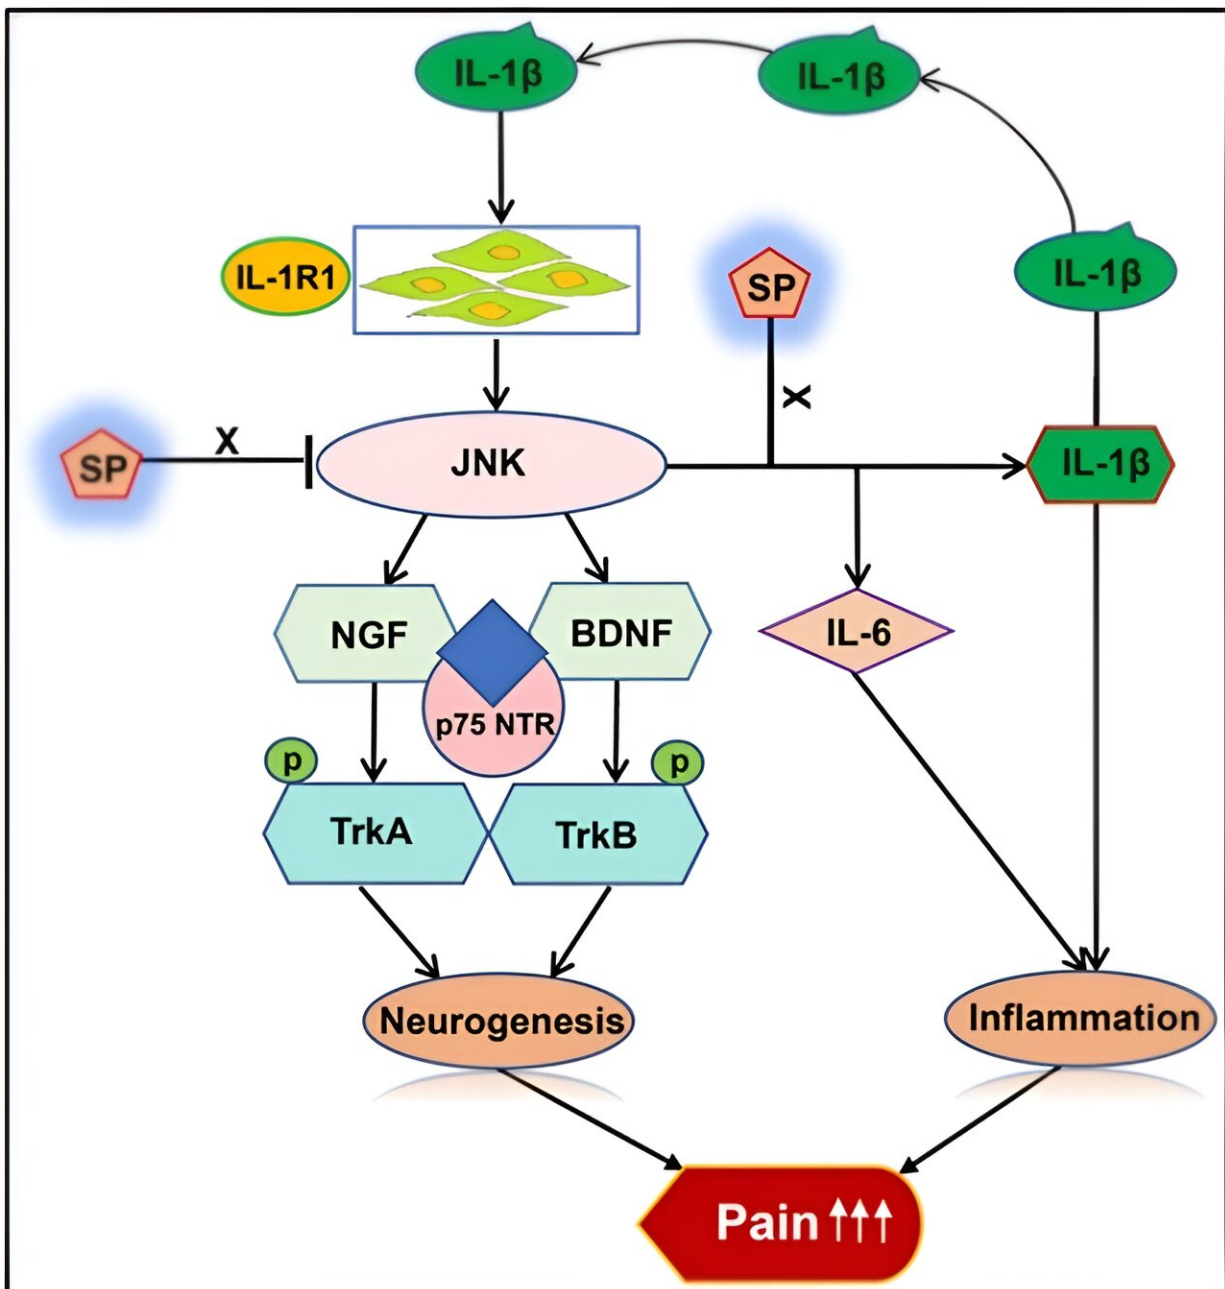 IL-1β
IL-1β
IL-1R1
SP
IL-1β
SP
X
X
JNK
IL-1β
NGF
BDNF
IL-6
p75 NTR
p
p
TrkA
TrkB
Neurogenesis
Inflammation
Pain ↑↑↑